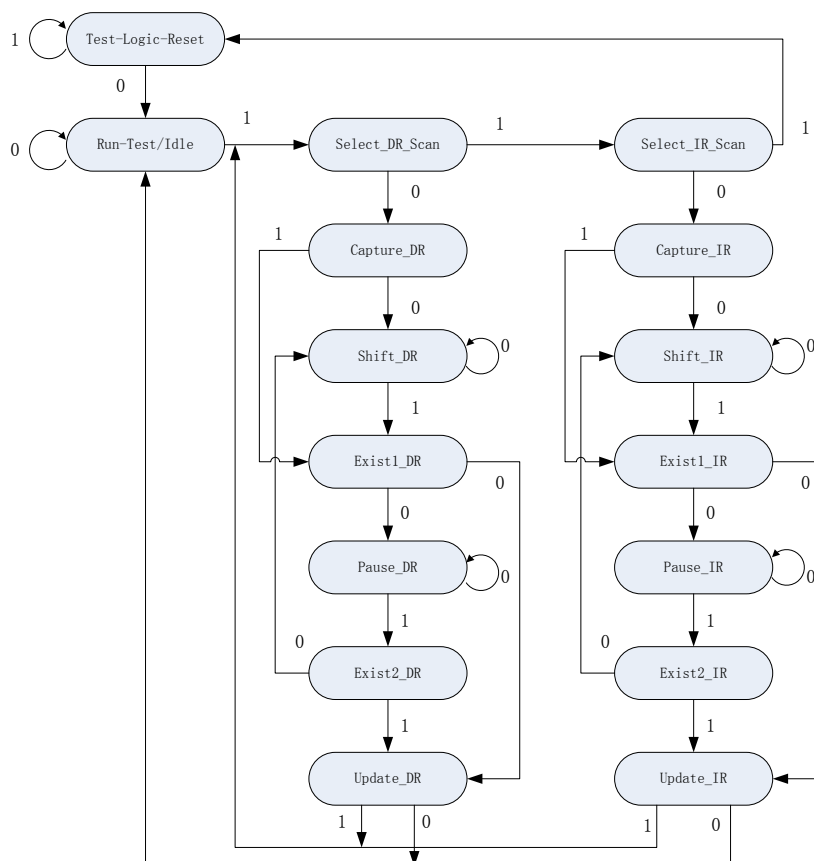 Test-Logic-Reset
1
0
Run-Test/Idle
0
1
Select_DR_Scan
1
Select_IR_Scan
1
0
0
1
Capture_DR
1
Capture_IR
0
0
Shift_DR
0
Shift_IR
0
1
1
Exist1_DR
0
Exist1_IR
0
0
0
Pause_DR
0
Pause_IR
0
1
1
0
Exist2_DR
0
Exist2_IR
1
1
Update_DR
Update_IR
1
0
1
0